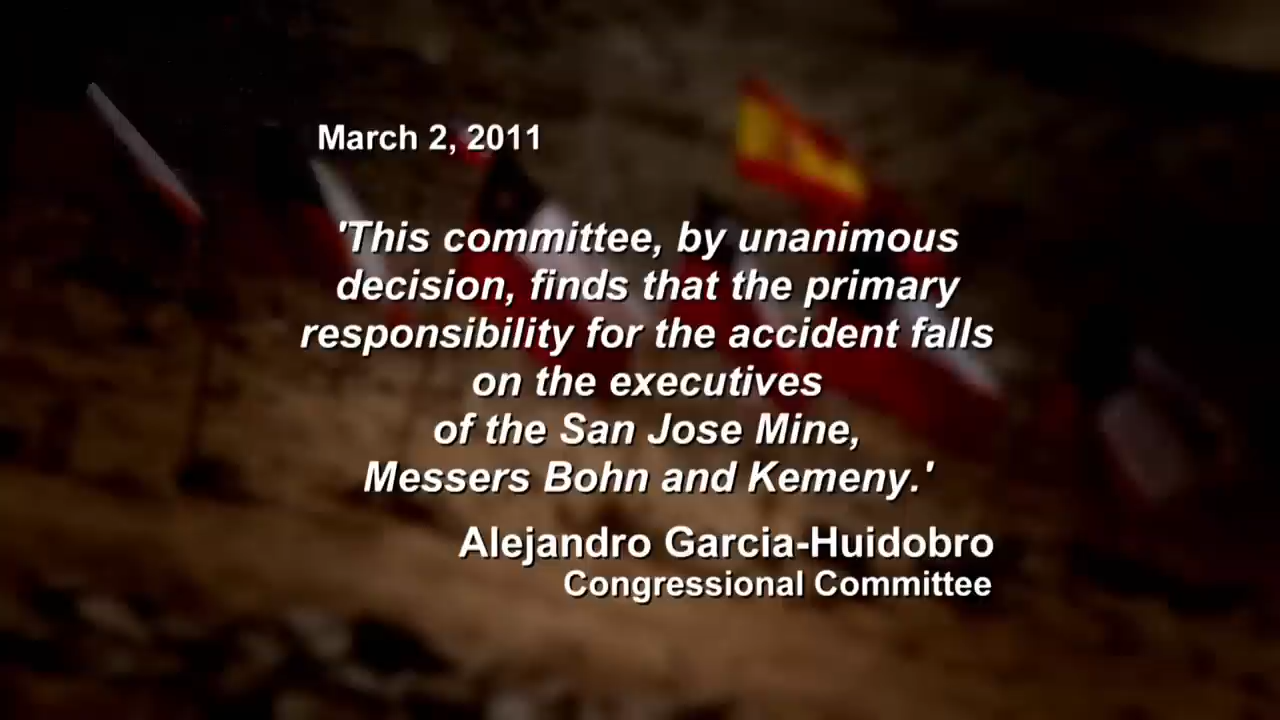 March 2, 2011
'This committee, by unanimous
decision, finds that the primary
responsibility for the accident falls
on the executives
of the San Jose Mine,
Messers Bohn and Kemeny.'
Alejandro Garcia-Huidobro
Congressional Committee